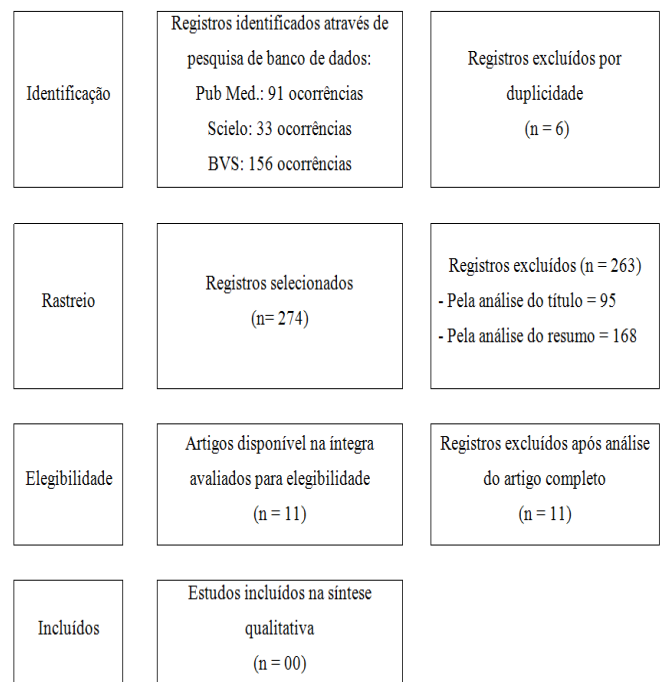 Identificação
Registros identificados através de
pesquisa de banco de dados:
Pub Med.: 91 ocorrências
Scielo: 33 ocorrências
BVS: 156 ocorrências
Registros excluídos por
duplicidade
(n = 6)
Rastreio
Registros selecionados
(n= 274)
Registros excluídos (n = 263)
- Pela análise do título = 95
- Pela análise do resumo = 168
Elegibilidade
Artigos disponível na íntegra
avaliados para elegibilidade
(n = 11)
Registros excluídos após análise
do artigo completo
(n = 11)
Incluídos
Estudos incluídos na síntese
qualitativa
(n = 00)